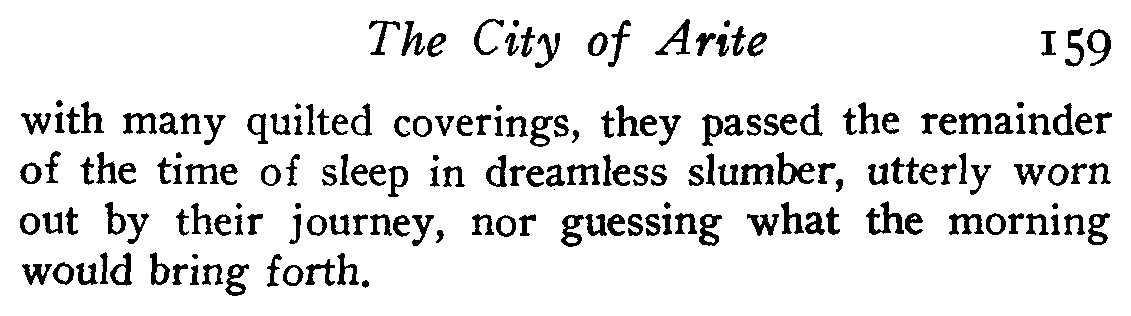 The City of Arite 159
with many quilted coverings, they passed the remainder
of the time of sleep in dreamless slumber, utterly worn
out by their journey, nor guessing what the morning
would bring forth.